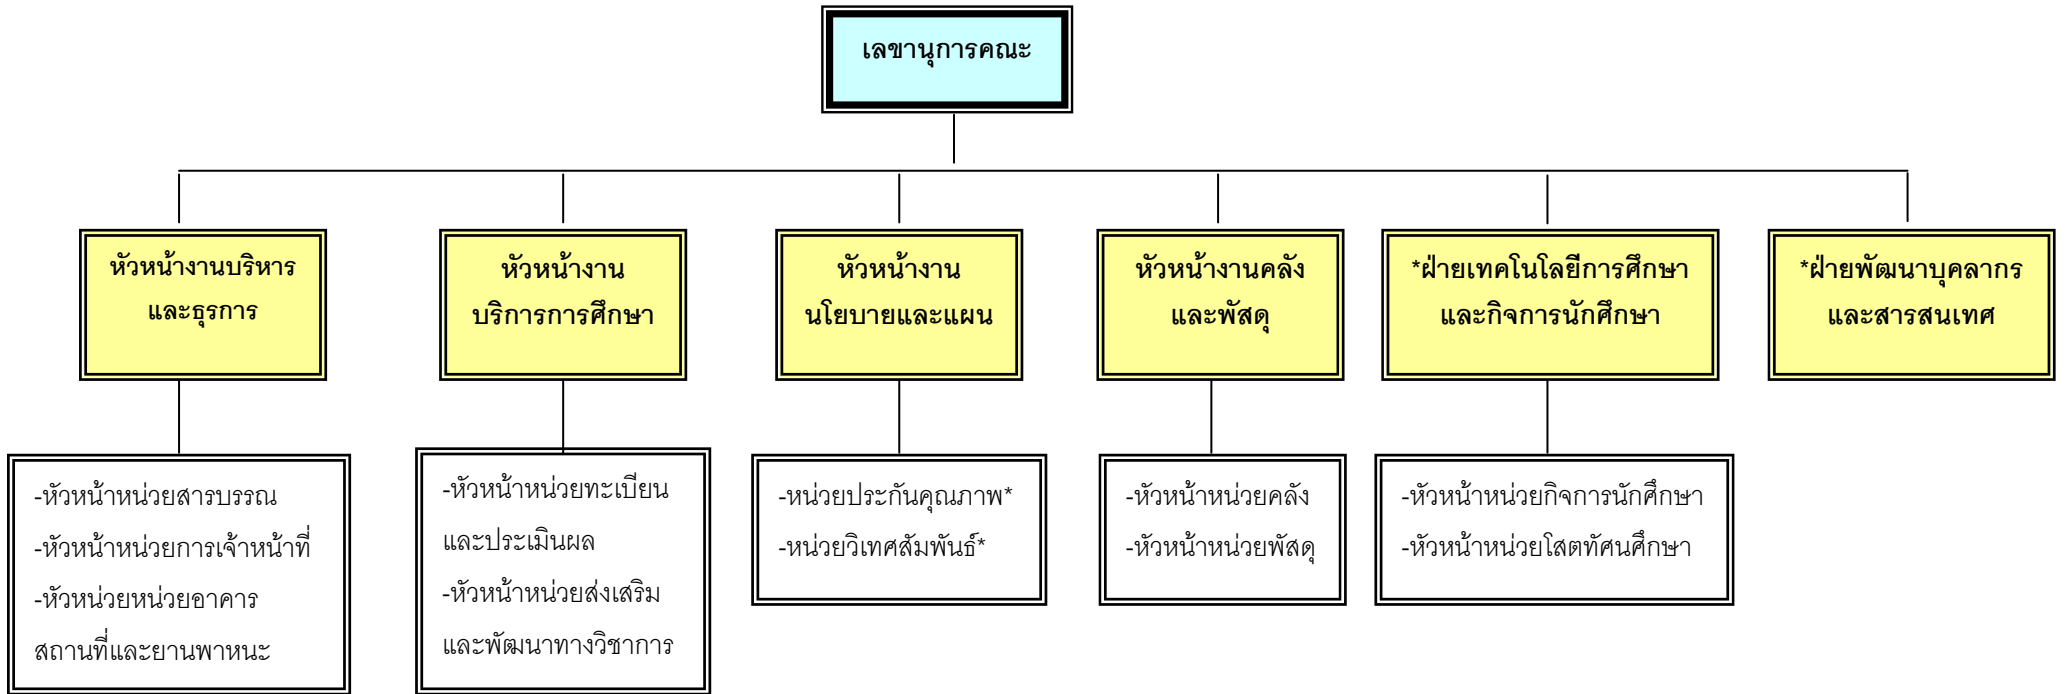 เลขานุการคณะ
หัวหน้างานบริหาร
และธุรการ
หัวหน้างาน
บริการการศึกษา
หัวหน้างาน
นโยบายและแผน
หัวหน้างานคลัง
และพัสดุ
*ฝ่ายเทคโนโลยีการศึกษา
และกิจการนักศึกษา
*ฝ่ายพัฒนาบุคลากร
และสารสนเทศ
-หัวหน้าหน่วยสารบรรณ
-หัวหน้าหน่วยการเจ้าหน้าที่
-หัวหน่วยหน่วยอาคาร
สถานที่และยานพาหนะ
-หัวหน้าหน่วยทะเบียน
และประเมินผล
-หัวหน้าหน่วยส่งเสริม
และพัฒนาทางวิชาการ
-หน่วยประกันคุณภาพ*
-หน่วยวิเทศสัมพันธ์*
-หัวหน้าหน่วยคลัง
-หัวหน้าหน่วยพัสดุ
-หัวหน้าหน่วยกิจการนักศึกษา
-หัวหน้าหน่วยโสตทัศนศึกษา